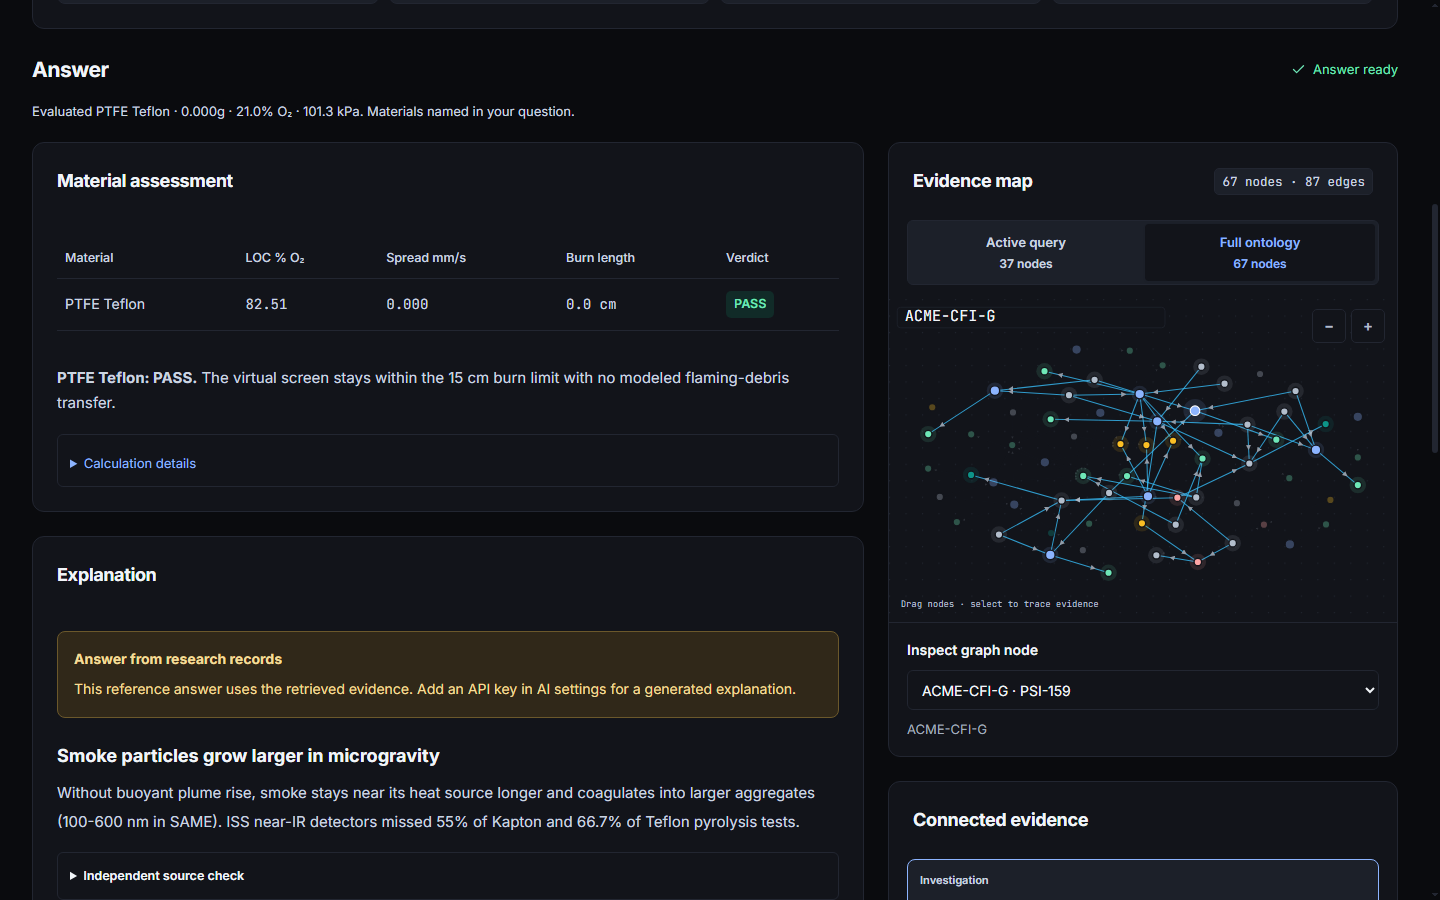 Answer
Answer ready
Evaluated PTFE Teflon · 0.000g · 21.0% O₂ · 101.3 kPa. Materials named in your question.
Material assessment
Material LOC % O₂ Spread mm/s Burn length Verdict
PTFE Teflon 82.51 0.000 0.0 cm PASS
PTFE Teflon: PASS. The virtual screen stays within the 15 cm burn limit with no modeled flaming-debris
transfer.
Calculation details
Explanation
Answer from research records
This reference answer uses the retrieved evidence. Add an API key in AI settings for a generated explanation.
Smoke particles grow larger in microgravity
Without buoyant plume rise, smoke stays near its heat source longer and coagulates into larger aggregates
(100-600 nm in SAME). ISS near-IR detectors missed 55% of Kapton and 66.7% of Teflon pyrolysis tests.
Independent source check
Evidence map
67 nodes · 87 edges
Active query
37 nodes
Full ontology
67 nodes
ACME-CFI-G
−
+
Drag nodes · select to trace evidence
Inspect graph node
ACME-CFI-G · PSI-159
ACME-CFI-G
Connected evidence
Investigation